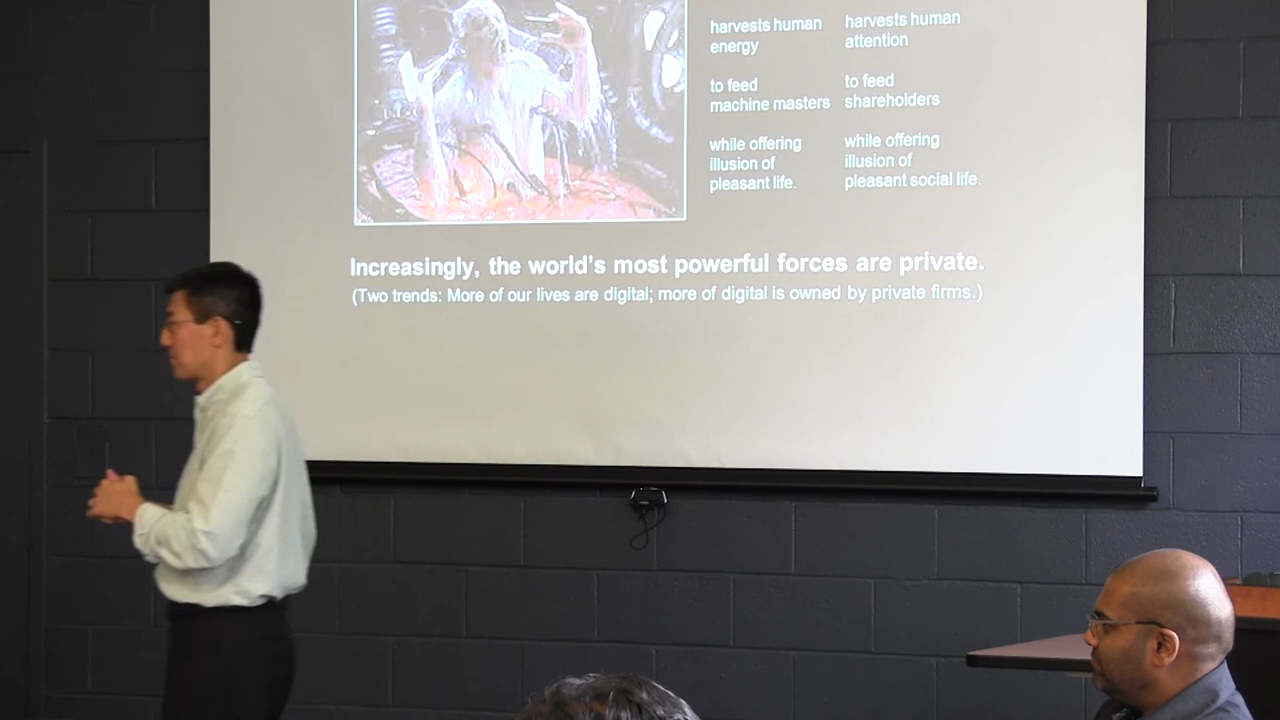 harvests human
energy
to feed
machine masters
while offering
illusion of
pleasant life.
harvests human
attention
to feed
shareholders
while offering
illusion of
pleasant social life.
Increasingly, the world's most powerful forces are private.
(Two trends: More of our lives are digital; more of digital is owned by private firms.)